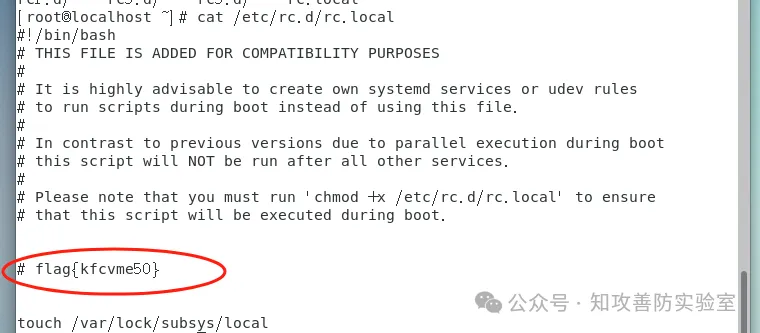 [root@localhost ~]# cat /etc/rc.d/rc.local
#!/bin/bash
# THIS FILE IS ADDED FOR COMPATIBILITY PURPOSES
#
# It is highly advisable to create own systemd services or udev rules
# to run scripts during boot instead of using this file.
#
# In contrast to previous versions due to parallel execution during boot
# this script will NOT be run after all other services.
#
# Please note that you must run 'chmod +x /etc/rc.d/rc.local' to ensure
# that this script will be executed during boot.
# flag{kfcvme50}
公众号 · 知攻善防实验室
touch /var/lock/subsys/local